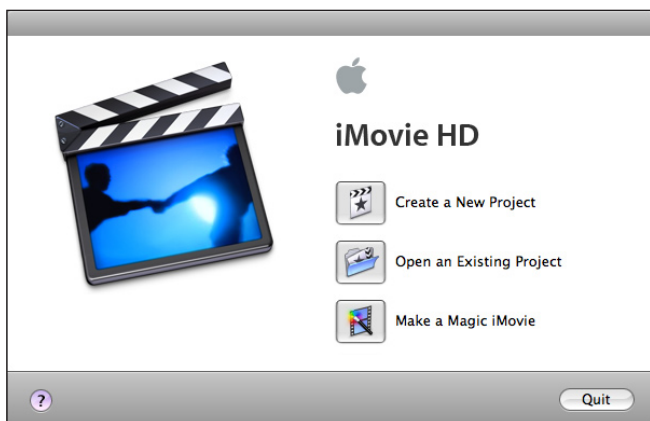 iMovie HD
Create a New Project
Open an Existing Project
Make a Magic iMovie
?
Quit